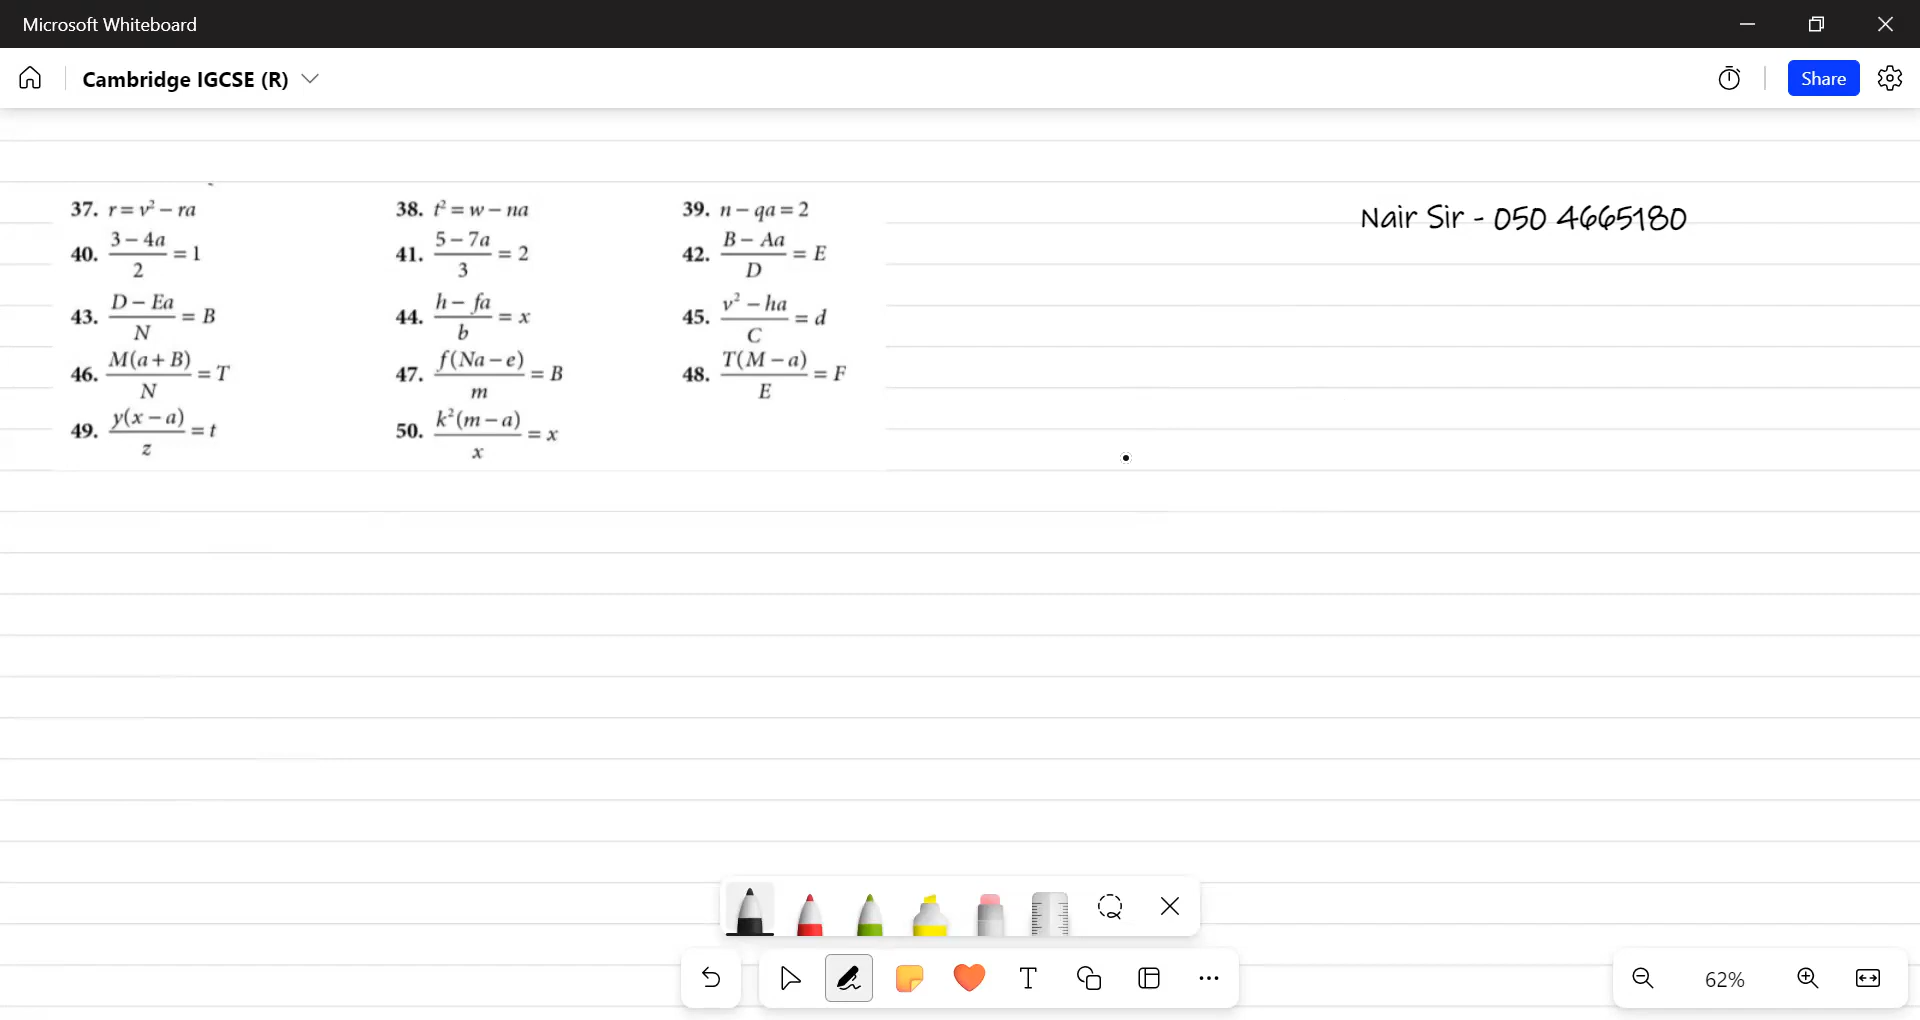 Microsoft Whiteboard
Cambridge IGCSE (R)
Share
Nair Sir - 050 4665180
37. r = v² – ra
38. t² = w – na
39. n – qa = 2
40. (3 – 4a)/2 = 1
41. (5 – 7a)/3 = 2
42. (B – Aa)/D = E
43. (D – Ea)/N = B
44. (h – fa)/b = x
45. (v² – ha)/C = d
46. M(a + B)/N = T
47. f(Na – e)/m = B
48. T(M – a)/E = F
49. y(x – a)/z = t
50. k²(m – a)/x = x
62%